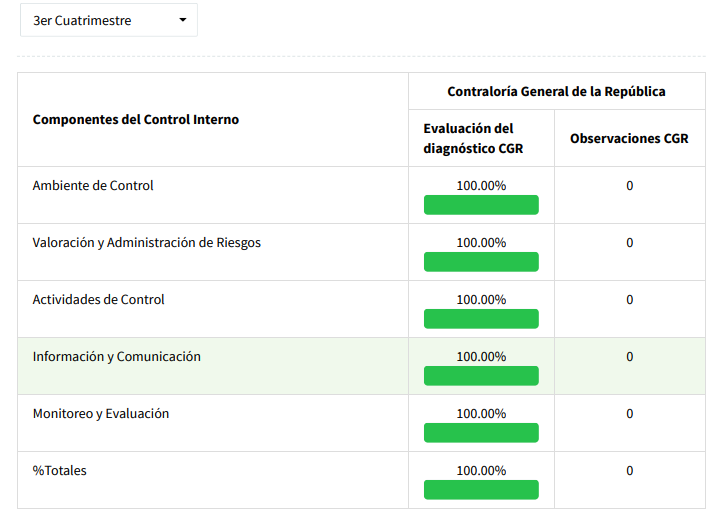 3er Cuatrimestre
Componentes del Control Interno
Contraloría General de la República
Evaluación del
diagnóstico CGR
Observaciones CGR
Ambiente de Control
100.00%
0
Valoración y Administración de Riesgos
100.00%
0
Actividades de Control
100.00%
0
Información y Comunicación
100.00%
0
Monitoreo y Evaluación
100.00%
0
%Totales
100.00%
0